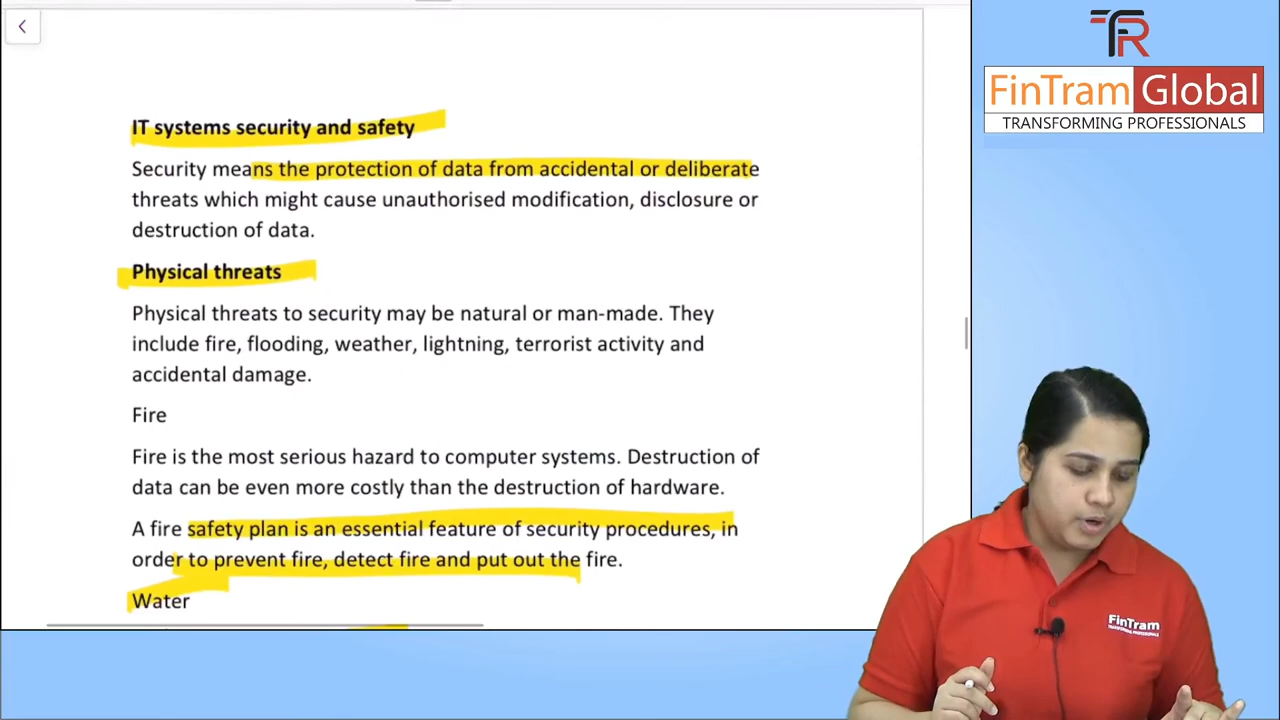 IT systems security and safety
Security means the protection of data from accidental or deliberate
threats which might cause unauthorised modification, disclosure or
destruction of data.
Physical threats
Physical threats to security may be natural or man-made. They
include fire, flooding, weather, lightning, terrorist activity and
accidental damage.
Fire
Fire is the most serious hazard to computer systems. Destruction of
data can be even more costly than the destruction of hardware.
A fire safety plan is an essential feature of security procedures, in
order to prevent fire, detect fire and put out the fire.
Water
FinTram Global
TRANSFORMING PROFESSIONALS
FinTram
TRANSFORMING PROFESSIONALS